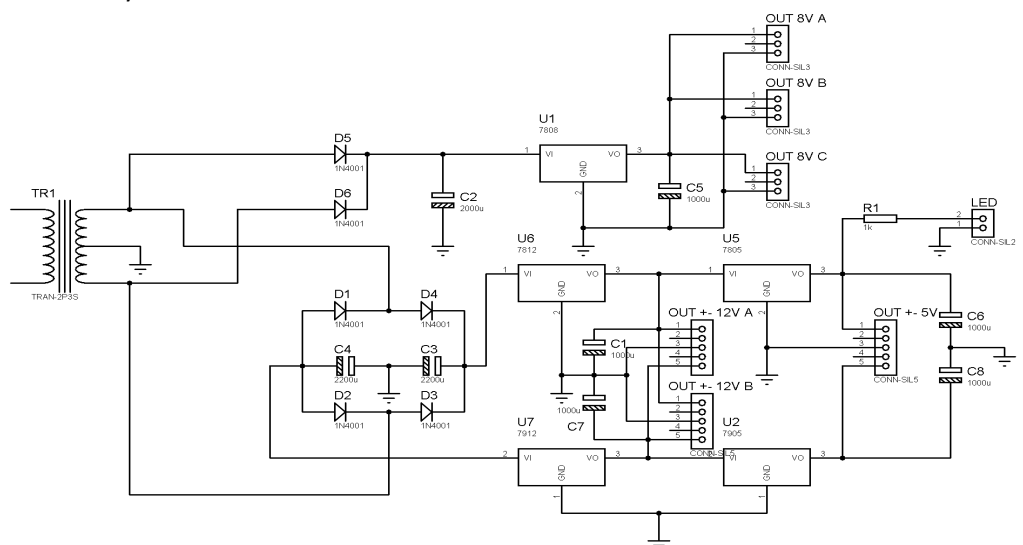 OUT 8V A
1
2
3
CONN-SIL3
OUT 8V B
1
2
3
CONN-SIL3
OUT 8V C
1
2
3
CONN-SIL3
U1
7808
1
VI
VO
3
GND
2
D5
1N4001
D6
1N4001
C2
2000u
C5
1000u
TR1
TRAN-2P3S
R1
1k
LED
2
1
CONN-SIL2
U6
7812
1
VI
VO
3
GND
2
U5
7805
1
VI
VO
3
GND
2
D1
1N4001
D4
1N4001
C4
2200u
C3
2200u
D2
1N4001
D3
1N4001
C1
1000u
OUT +- 12V A
1
2
3
4
5
OUT +- 12V B
1
2
3
4
5
CONN-SIL5
C7
1000u
OUT +- 5V
1
2
3
4
5
CONN-SIL5
C6
1000u
C8
1000u
U7
7912
2
VI
VO
3
GND
1
U2
7905
2
VI
VO
3
GND
1